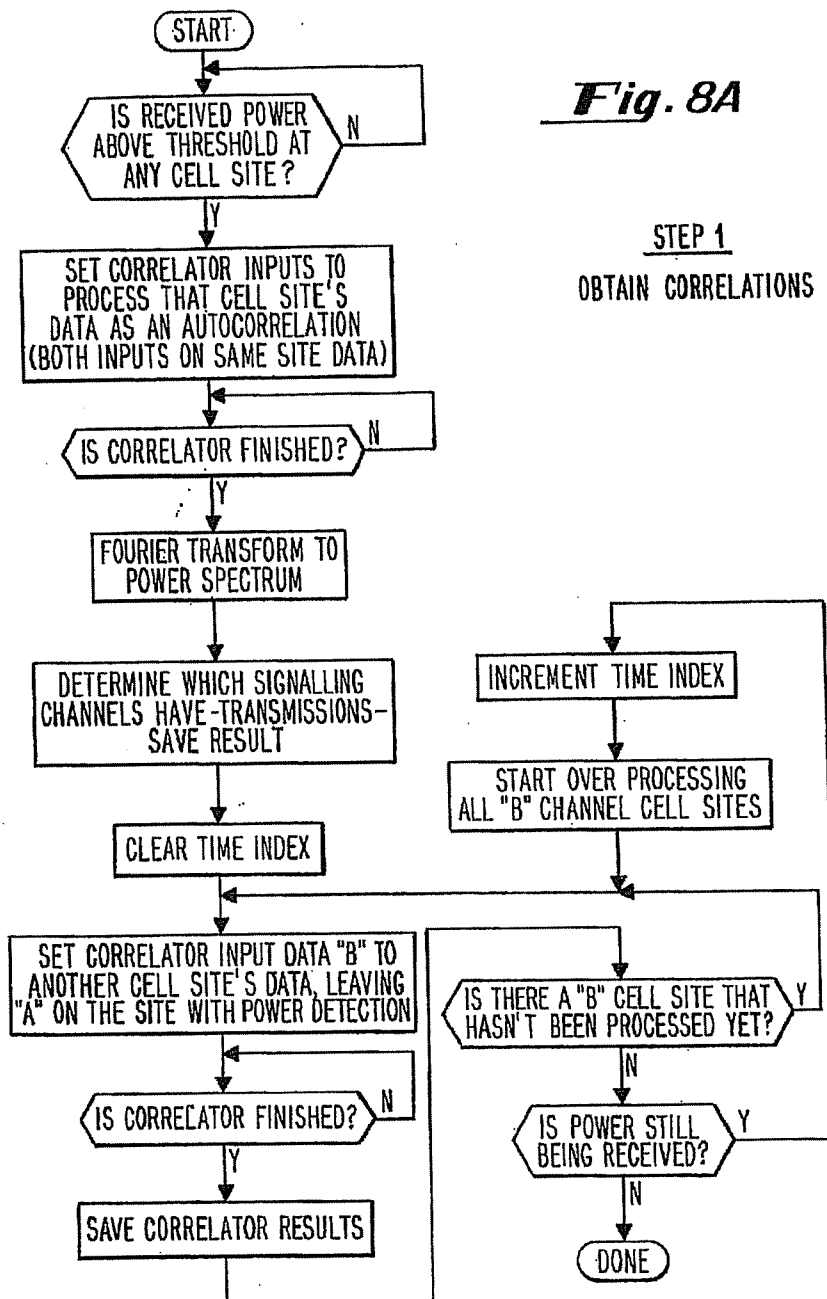 START
Fig. 8A
IS RECEIVED POWER
ABOVE THRESHOLD AT
ANY CELL SITE?
N
Y
STEP 1
OBTAIN CORRELATIONS
SET CORRELATOR INPUTS TO
PROCESS THAT CELL SITE'S
DATA AS AN AUTOCORRELATION
(BOTH INPUTS ON SAME SITE DATA)
IS CORRELATOR FINISHED?
N
Y
FOURIER TRANSFORM TO
POWER SPECTRUM
DETERMINE WHICH SIGNALLING
CHANNELS HAVE-TRANSMISSIONS-
SAVE RESULT
CLEAR TIME INDEX
SET CORRELATOR INPUT DATA "B" TO
ANOTHER CELL SITE'S DATA, LEAVING
"A" ON THE SITE WITH POWER DETECTION
IS CORRELATOR FINISHED?
N
Y
SAVE CORRELATOR RESULTS
INCREMENT TIME INDEX
START OVER PROCESSING
ALL "B" CHANNEL CELL SITES
IS THERE A "B" CELL SITE THAT
HASN'T BEEN PROCESSED YET?
Y
N
IS POWER STILL
BEING RECEIVED?
Y
N
DONE